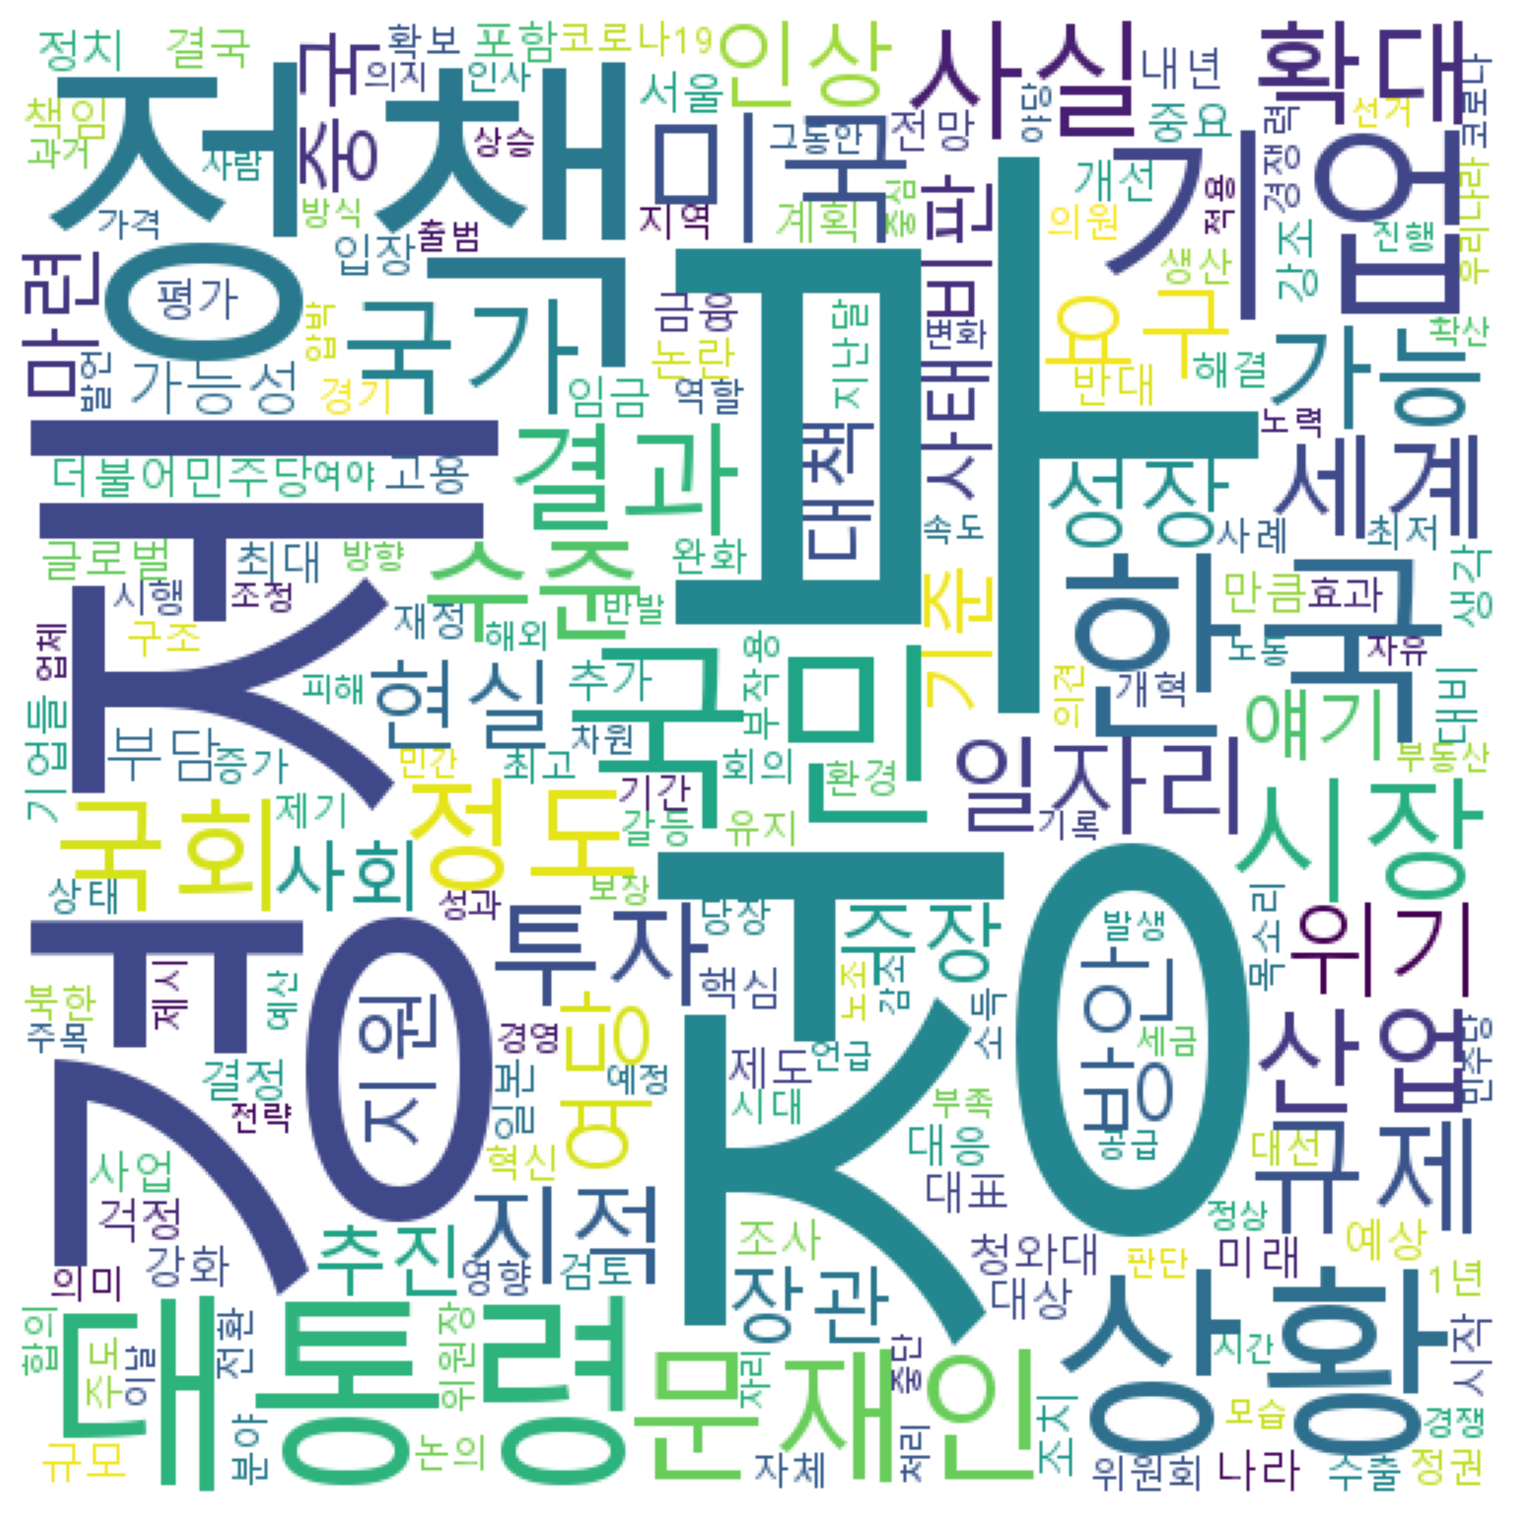 정치
결국
중국
확보
포함
코로나19
인상
사실
확대
의지
인사
서울
내년
코로나
책임
정책
상승
미국
그동안
전망
야당
중요
선거
과거
사람
기업
경쟁력
가격
방식
출범
지역
계획
중심
비판
개선
적용
우리나라
입장
의원
생산
강조
진행
마련
평가
국가
금융
지난달
변화
요구
확산
압박
논란
가능
발언
가능성
경기
임금
역할
사태
반대
해결
노력
정부
더불어민주당
여야
고용
결과
대책
성장
세계
글로벌
최대
방향
수준
완화
속도
사례
최저
시행
조정
재정
해외
반발
기준
한국
만큼
효과
생각
업체
구조
경제
피해
현실
추가
부작용
국민
의견
개혁
노동
자유
대비
기업들
부담
증가
민간
최고
차원
회의
환경
일자리
얘기
부동산
국회
제기
정도
기간
갈등
유지
기록
시장
상태
사회
성과
보장
당장
주장
발생
목소리
위기
북한
제시
예산
경영
투자
핵심
노조
감소
소득
방안
세금
주목
지원
일본
활동
예정
제도
언급
산업
민주당
결정
전략
혁신
시대
부족
대응
공급
대선
규제
사업
걱정
강화
의미
추진
지적
영향
검토
조사
장관
대표
청와대
대상
정상
판단
미래
예상
1년
합의
대통령
자내
이날
전환
위원장
문재인
자리
중단
상황
시간
시작
규모
분야
논의
자체
처리
조치
위원회
모습
나라
수출
경쟁
정권